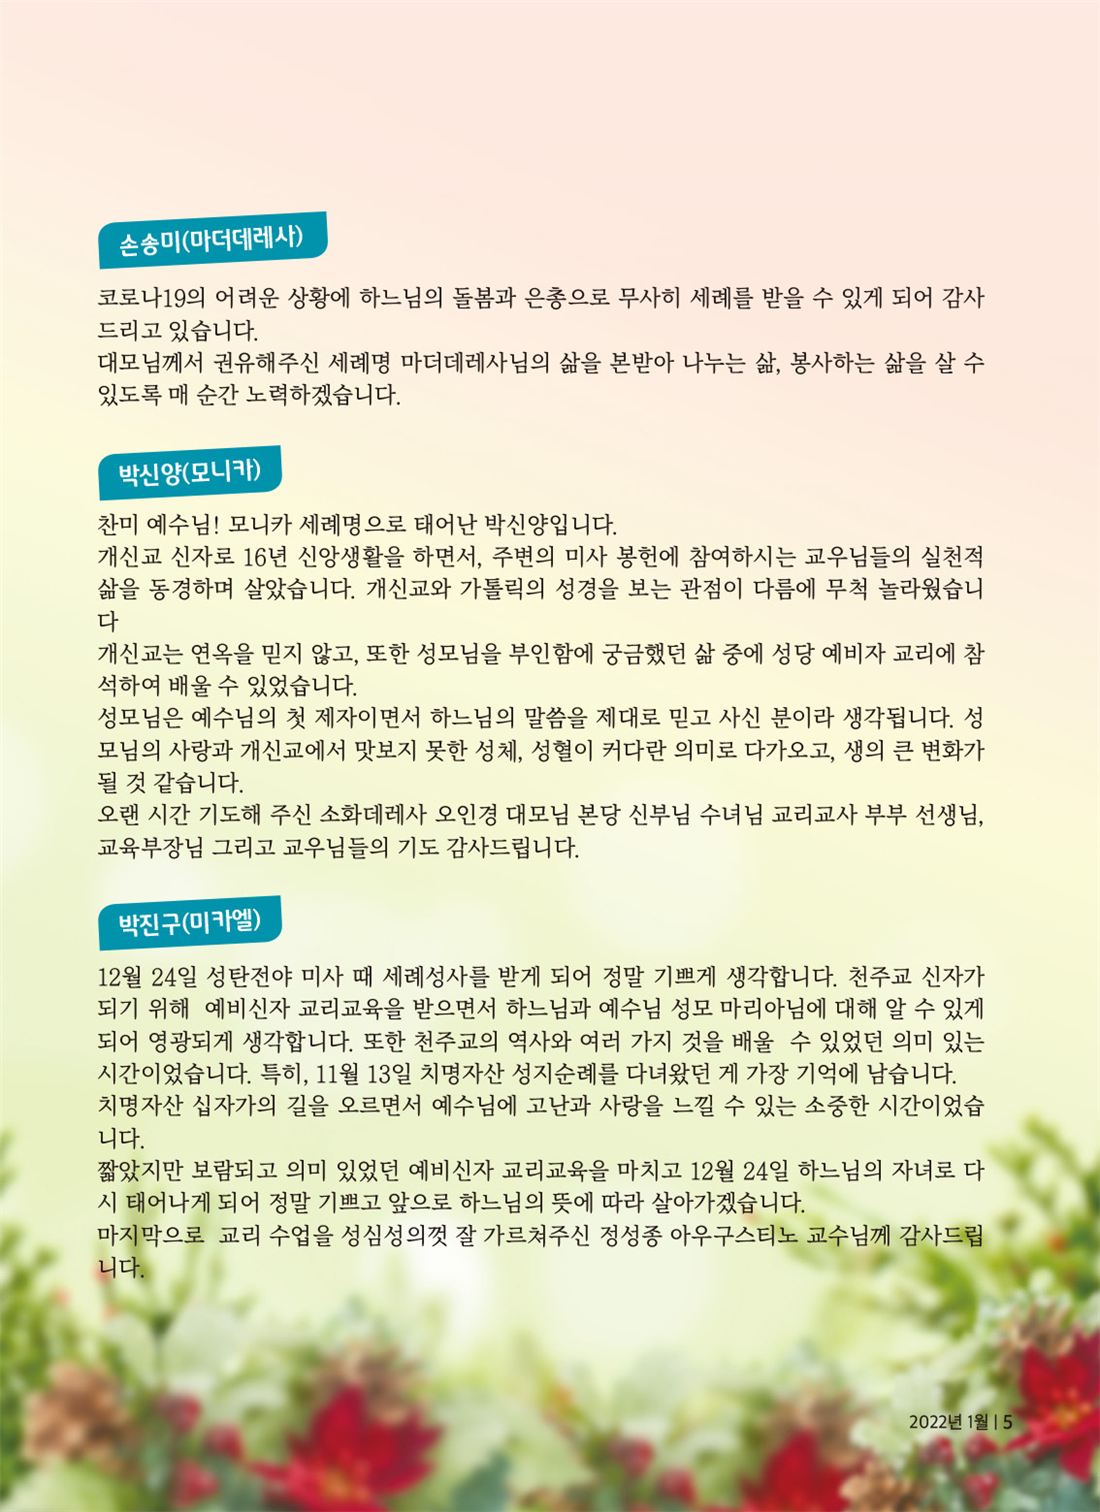 손송미(마더데레사)
코로나19의 어려운 상황에 하느님의 돌봄과 은총으로 무사히 세례를 받을 수 있게 되어 감사
드리고 있습니다.
대모님께서 권유해주신 세례명 마더데레사님의 삶을 본받아 나누는 삶, 봉사하는 삶을 살 수
있도록 매 순간 노력하겠습니다.
박신양(모니카)
찬미 예수님! 모니카 세례명으로 태어난 박신양입니다.
개신교 신자로 16년 신앙생활을 하면서, 주변의 미사 봉헌에 참여하시는 교우님들의 실천적
삶을 동경하며 살았습니다. 개신교와 가톨릭의 성경을 보는 관점이 다름에 무척 놀라웠습니
다
개신교는 연옥을 믿지 않고, 또한 성모님을 부인함에 궁금했던 삶 중에 성당 예비자 교리에 참
석하여 배울 수 있었습니다.
성모님은 예수님의 첫 제자이면서 하느님의 말씀을 제대로 믿고 사신 분이라 생각됩니다. 성
모님의 사랑과 개신교에서 맛보지 못한 성체, 성혈이 커다란 의미로 다가오고, 생의 큰 변화가
될 것 같습니다.
오랜 시간 기도해 주신 소화데레사 오인경 대모님 본당 신부님 수녀님 교리교사 부부 선생님,
교육부장님 그리고 교우님들의 기도 감사드립니다.
박진구(미카엘)
12월 24일 성탄전야 미사 때 세례성사를 받게 되어 정말 기쁘게 생각합니다. 천주교 신자가
되기 위해  예비신자 교리교육을 받으면서 하느님과 예수님 성모 마리아님에 대해 알 수 있게
되어 영광되게 생각합니다. 또한 천주교의 역사와 여러 가지 것을 배울  수 있었던 의미 있는
시간이었습니다. 특히, 11월 13일 치명자산 성지순례를 다녀왔던 게 가장 기억에 남습니다.
치명자산 십자가의 길을 오르면서 예수님에 고난과 사랑을 느낄 수 있는 소중한 시간이었습
니다.
짧았지만 보람되고 의미 있었던 예비신자 교리교육을 마치고 12월 24일 하느님의 자녀로 다
시 태어나게 되어 정말 기쁘고 앞으로 하느님의 뜻에 따라 살아가겠습니다.
마지막으로  교리 수업을 성심성의껏 잘 가르쳐주신 정성종 아우구스티노 교수님께 감사드립
니다.
2022년 1월 | 5